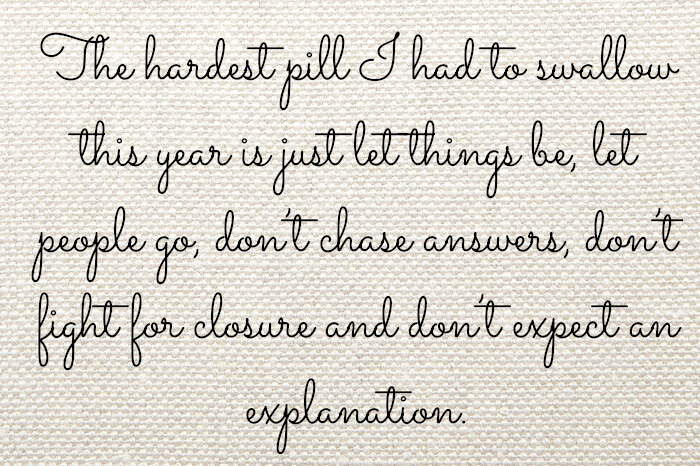 The hardest pill I had to swallow
this year is just let things be, let
people go, don't chase answers, don't
fight for closure and don't expect an
explanation.